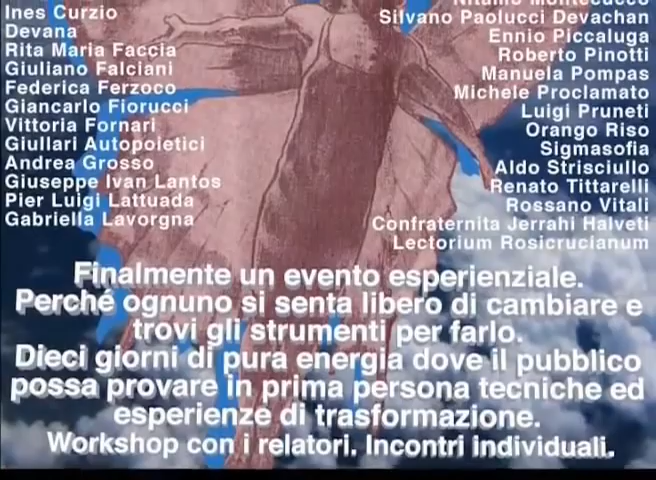 Ines Curzio
Devana
Rita Maria Faccia
Giuliano Falciani
Federica Ferzoco
Giancarlo Fiorucci
Vittoria Fornari
Giullari Autopoietici
Andrea Grosso
Giuseppe Ivan Lantos
Pier Luigi Lattuada
Gabriella Lavorgna
Silvano Paolucci Devachan
Ennio Piccaluga
Roberto Pinotti
Manuela Pompas
Michele Proclamato
Luigi Pruneti
Orango Riso
Sigmasofia
Aldo Strisciullo
Renato Tittarelli
Rossano Vitali
Confraternita Jerrahi Halveti
Lectorium Rosicrucianum
Finalmente un evento esperienziale.
Perché ognuno si senta libero di cambiare e
trovi gli strumenti per farlo.
Dieci giorni di pura energia dove il pubblico
possa provare in prima persona tecniche ed
esperienze di trasformazione.
Workshop con i relatori. Incontri individuali.